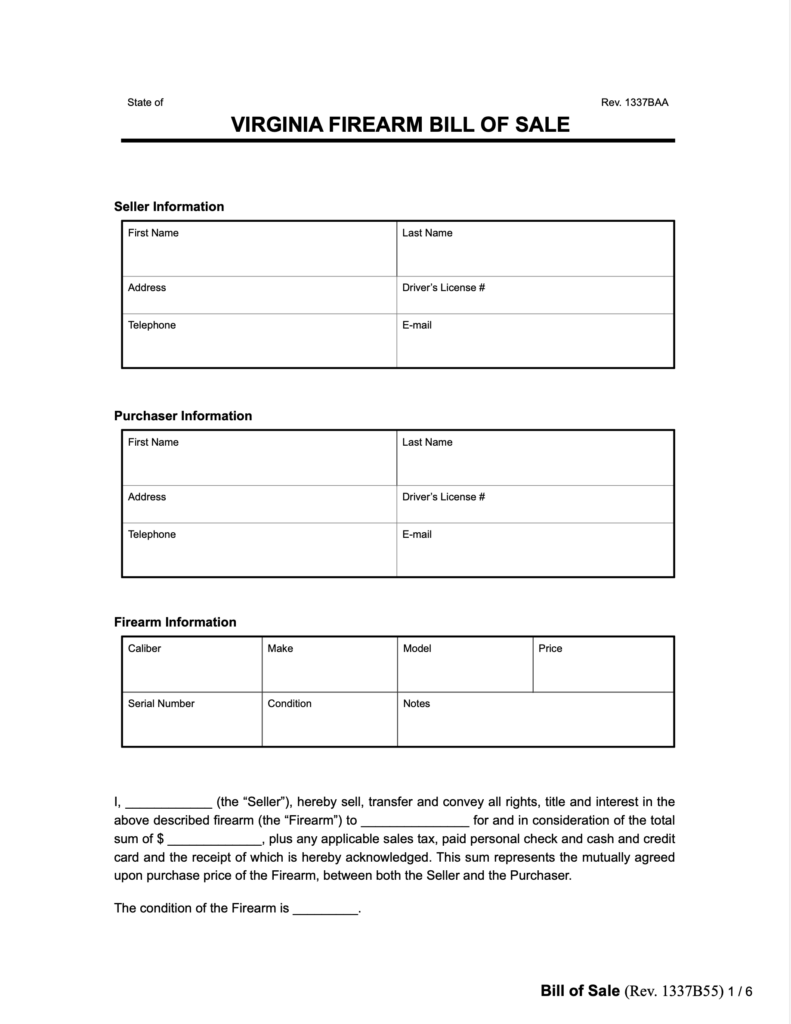 State of
Rev. 1337BAA
VIRGINIA FIREARM BILL OF SALE
Seller Information
First Name
Last Name
Address
Driver’s License #
Telephone
E-mail
Purchaser Information
First Name
Last Name
Address
Driver’s License #
Telephone
E-mail
Firearm Information
Caliber
Make
Model
Price
Serial Number
Condition
Notes
I, ____________ (the “Seller”), hereby sell, transfer and convey all rights, title and interest in the
above described firearm (the “Firearm”) to _______________ for and in consideration of the total
sum of $ _____________, plus any applicable sales tax, paid personal check and cash and credit
card and the receipt of which is hereby acknowledged. This sum represents the mutually agreed
upon purchase price of the Firearm, between both the Seller and the Purchaser.
The condition of the Firearm is _________.
Bill of Sale (Rev. 1337B55) 1 / 6